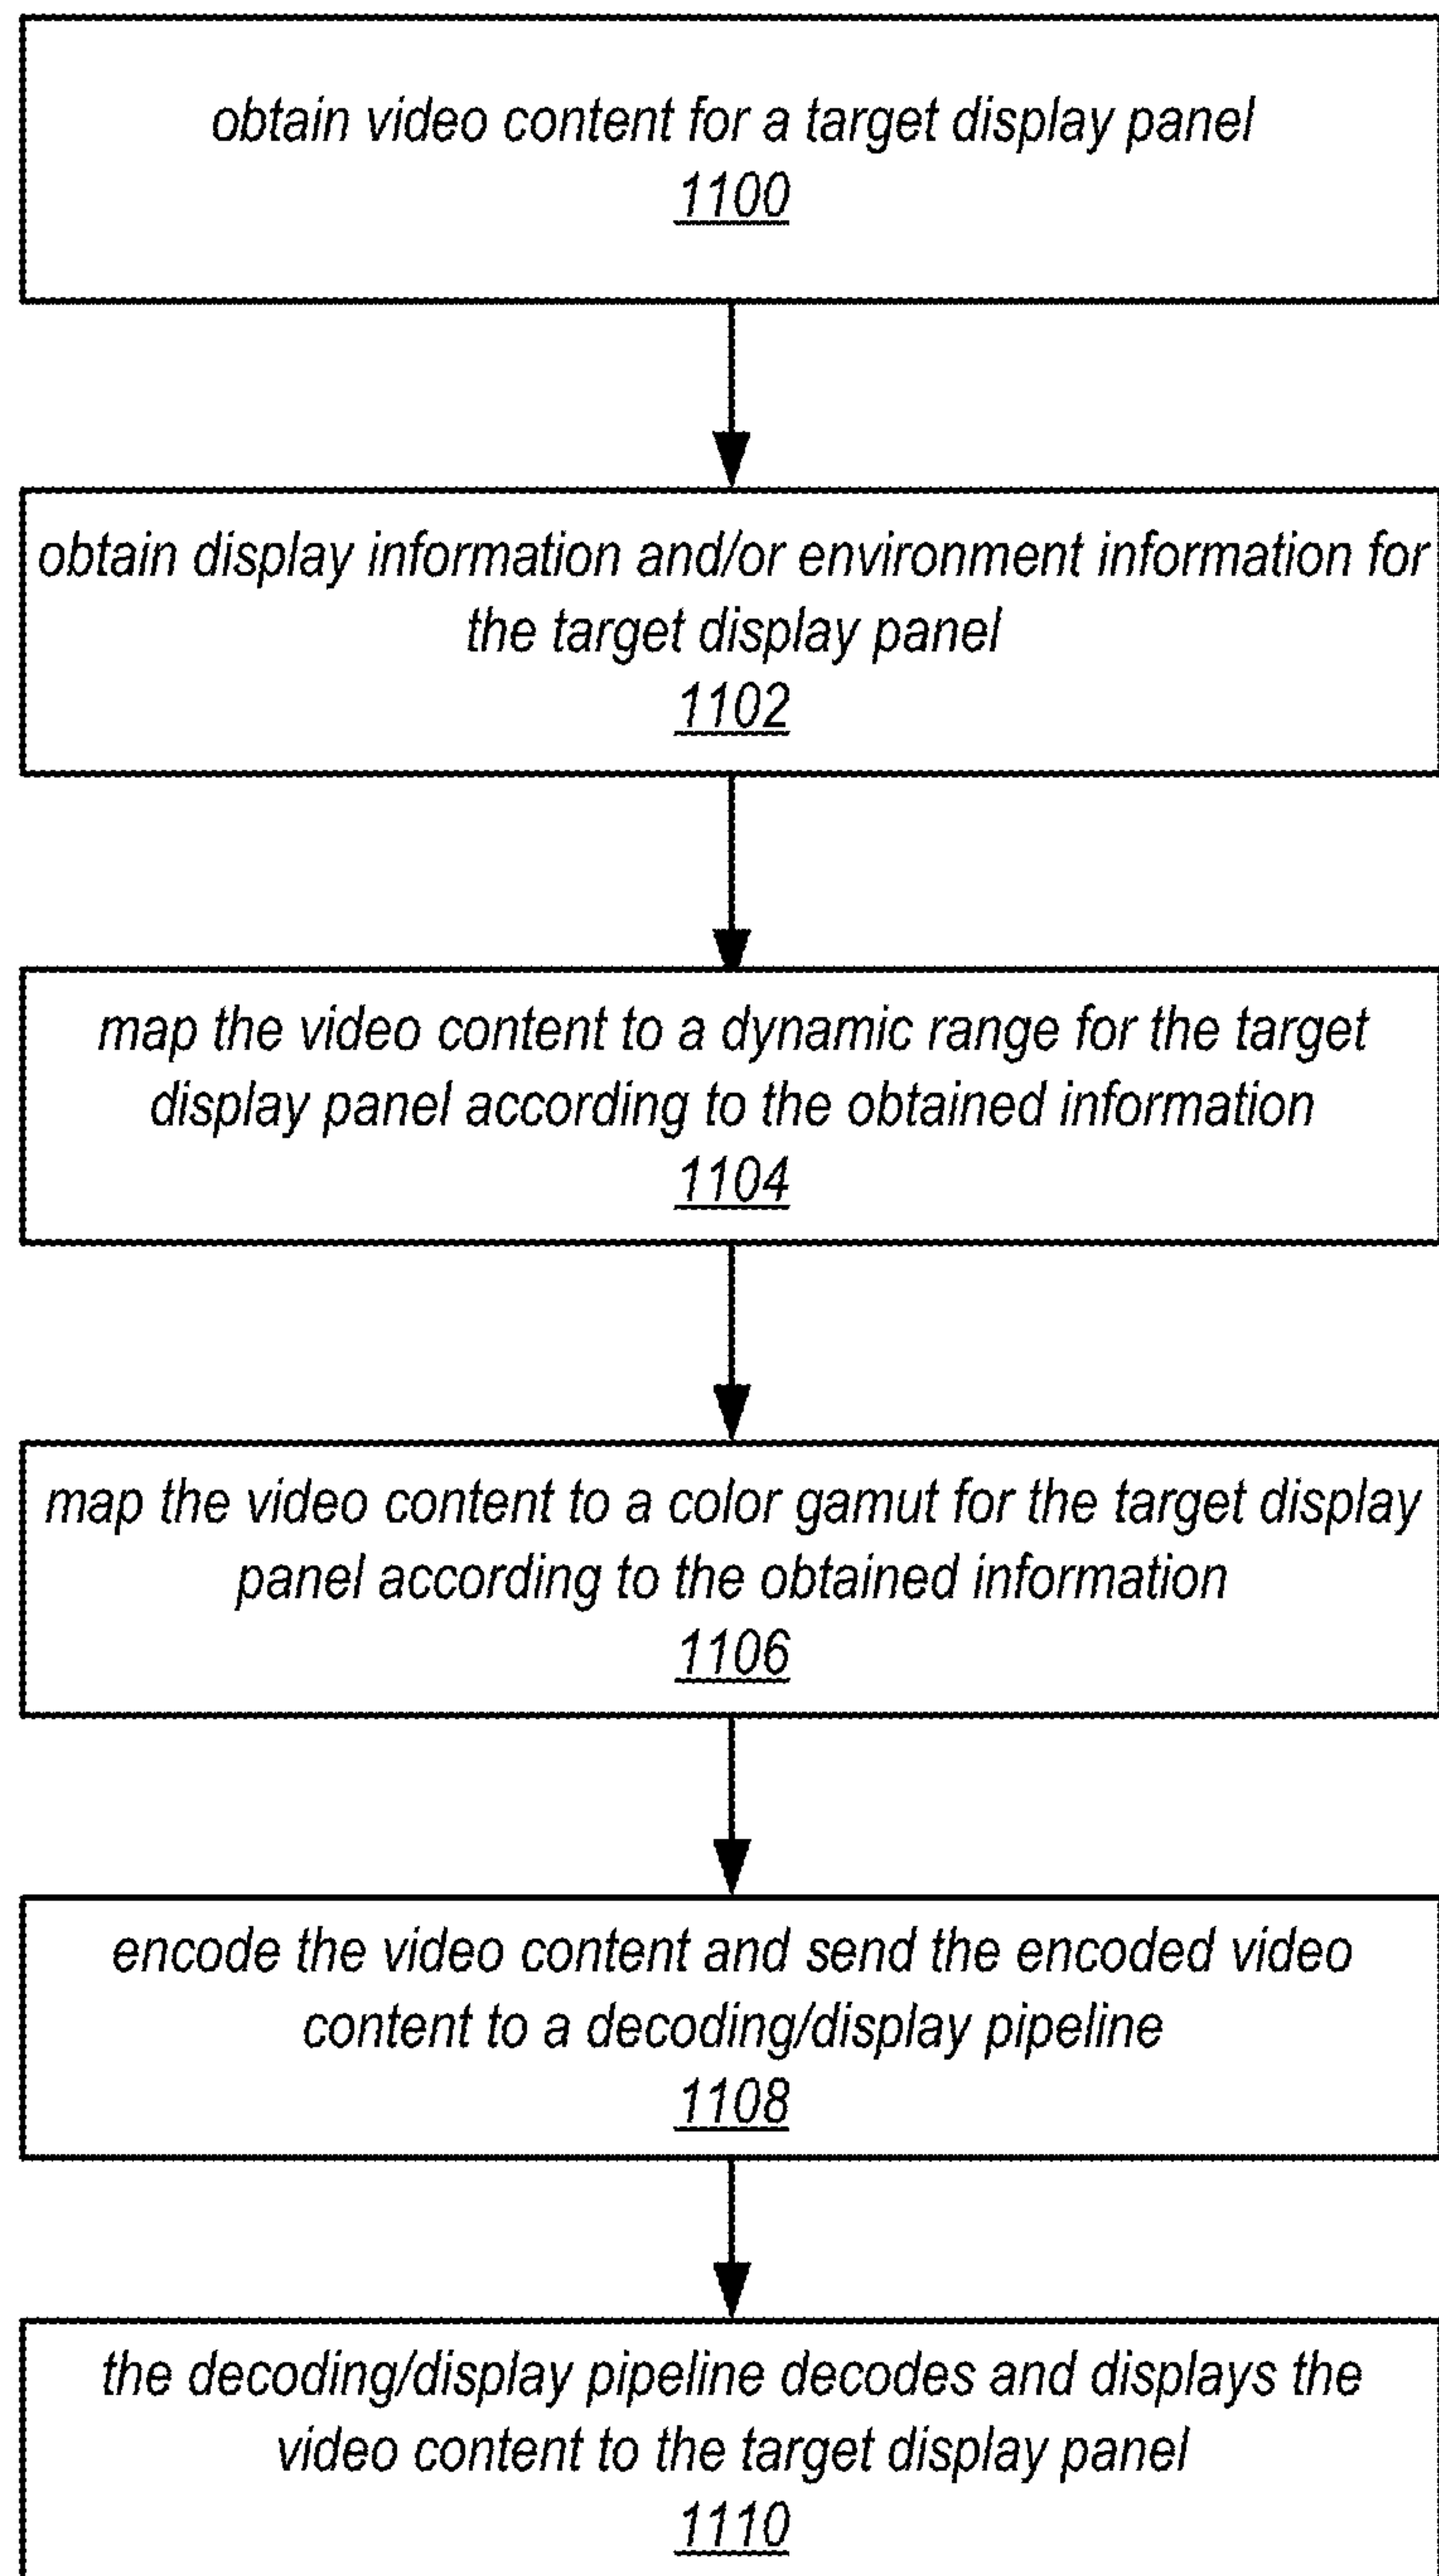 obtain video content for a target display panel
1100
obtain display information and/or environment information for
the target display panel
1102
map the video content to a dynamic range for the target
display panel according to the obtained information
1104
map the video content to a color gamut for the target display
panel according to the obtained information
1106
encode the video content and send the encoded video
content to a decoding/display pipeline
1108
the decoding/display pipeline decodes and displays the
video content to the target display panel
1110